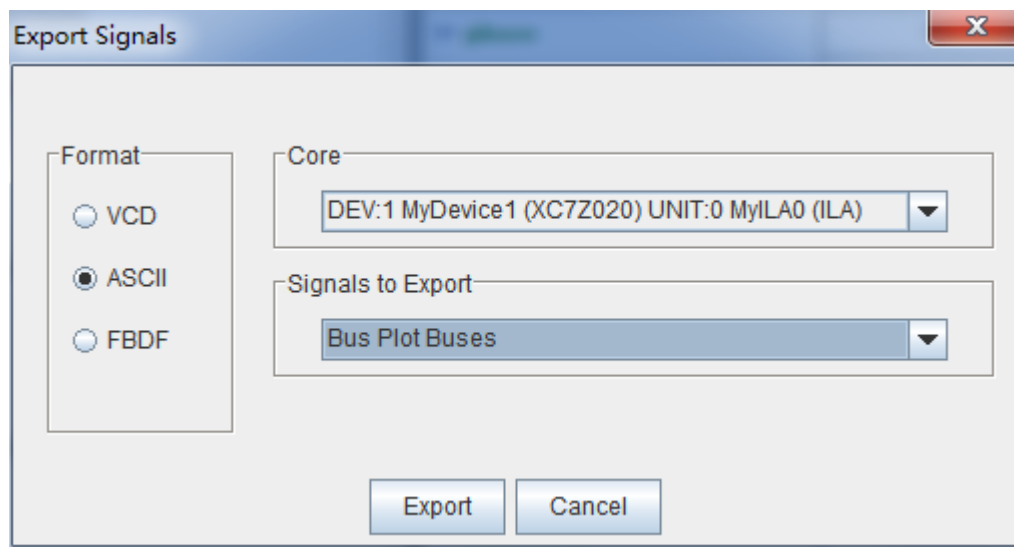 Export Signals
Format
VCD
ASCII
FBDF
Core
DEV:1 MyDevice1 (XC7Z020) UNIT:0 MyILA0 (ILA)
Signals to Export
Bus Plot Buses
Export
Cancel